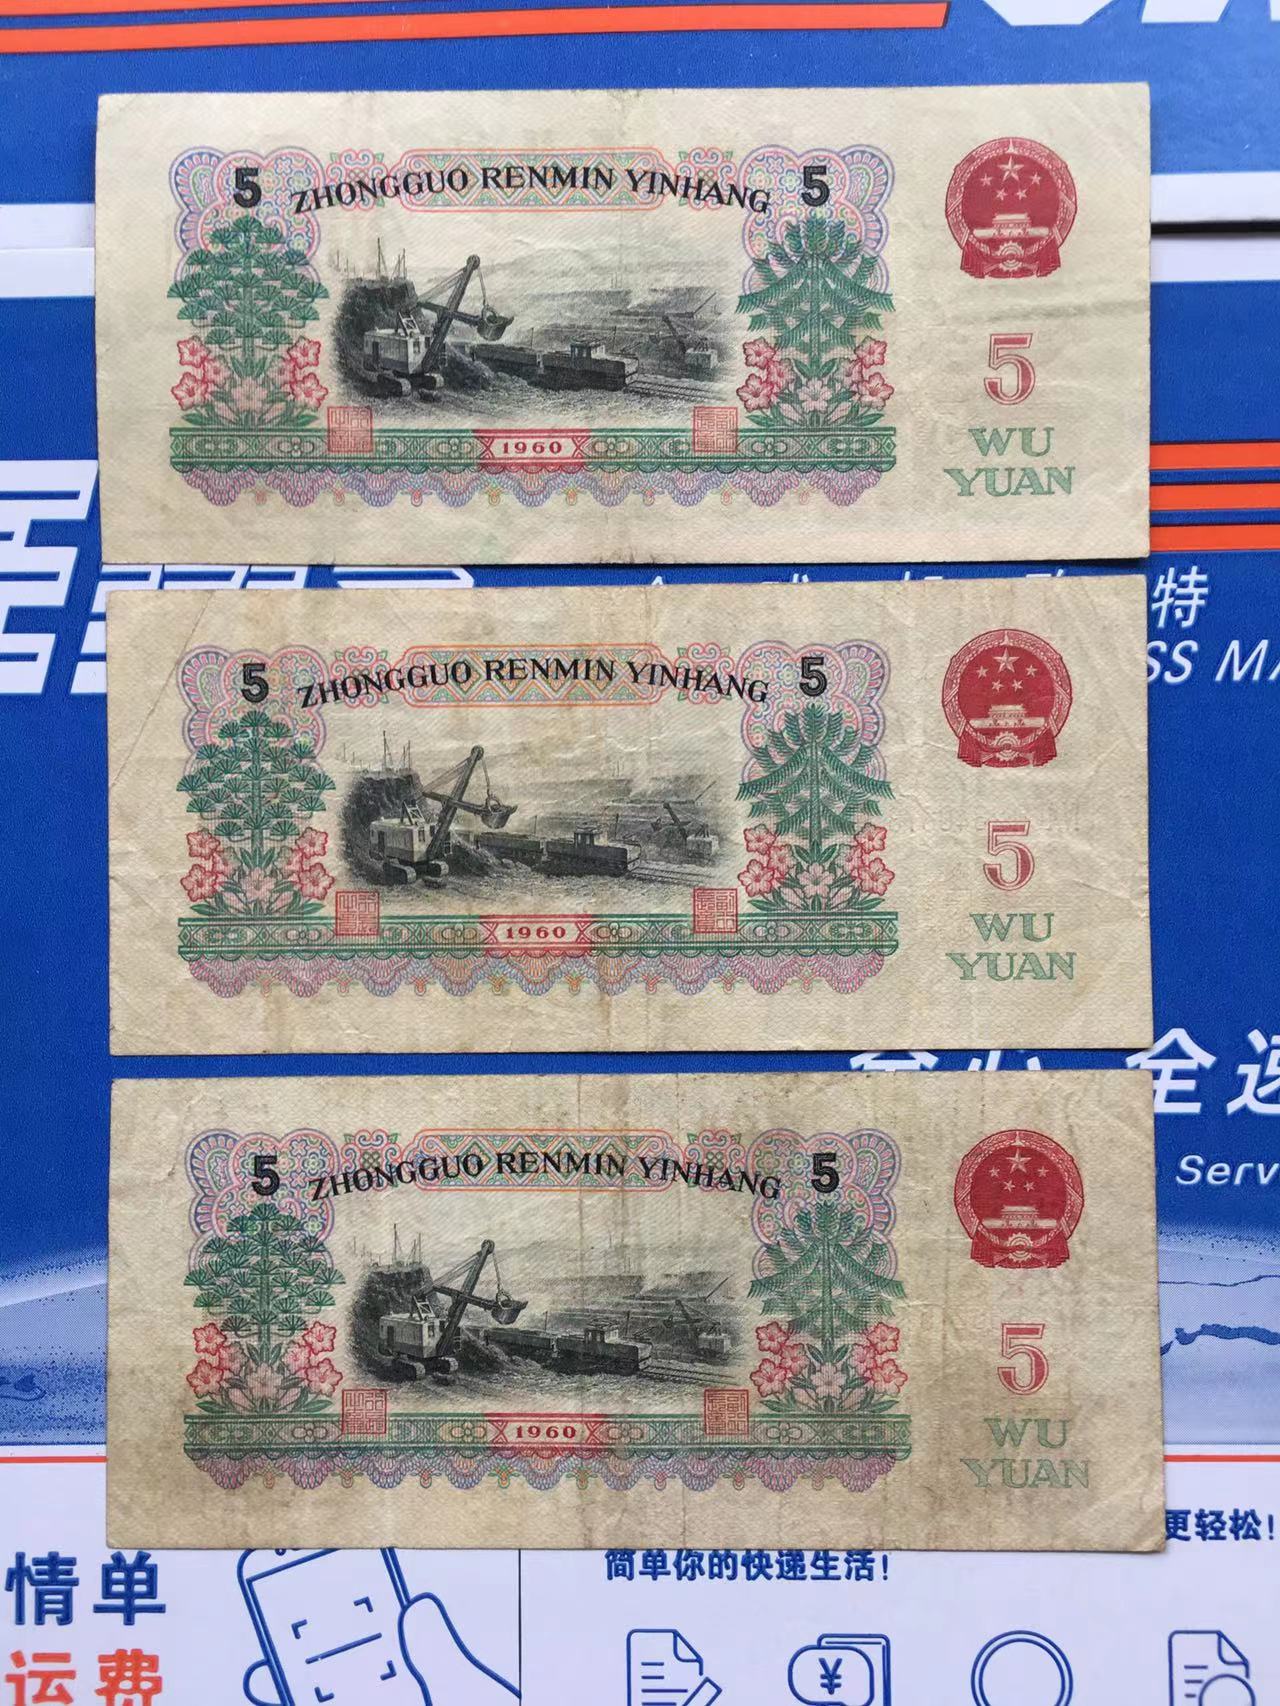 5 ZHONGGUO RENMIN YINHANG 5
5
1960
WU
YUAN
特
SS MA
5 ZHONGGUO RENMIN YINHANG 5
5
1960
WU
YUAN
全速
Serv
5 ZHONGGUO RENMIN YINHANG 5
5
1960
WU
YUAN
更轻松!
情单
简单你的快递生活!
运费
¥